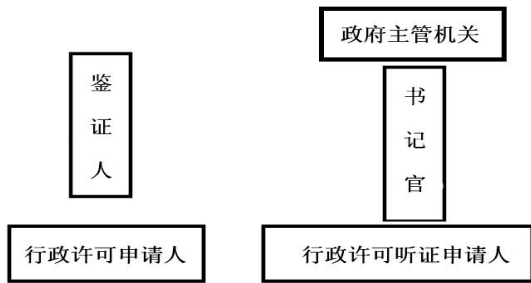 政府主管机关
鉴证人
书记官
行政许可申请人
行政许可听证申请人